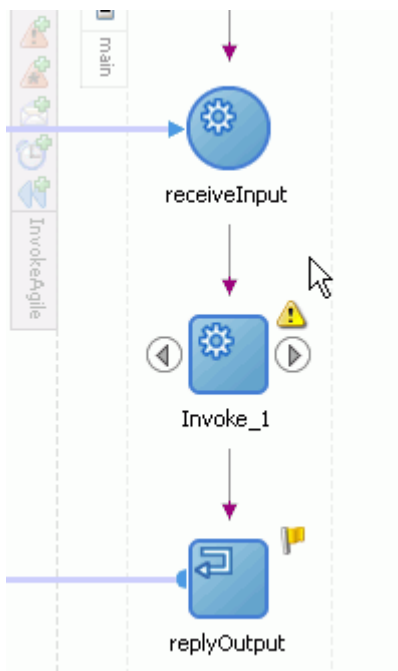 main
InvokeAgile
receiveInput
Invoke_1
replyOutput